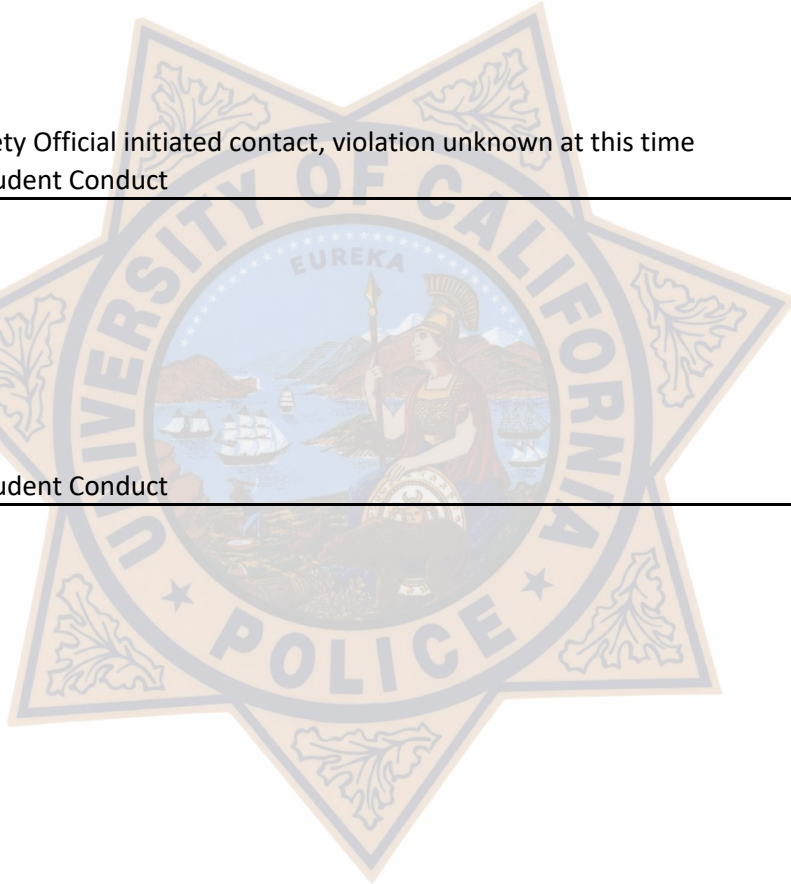 ety Official initiated contact, violation unknown at this time
udent Conduct
UNIVERSITY OF CALIFORNIA
EUREKA
udent Conduct
POLICE